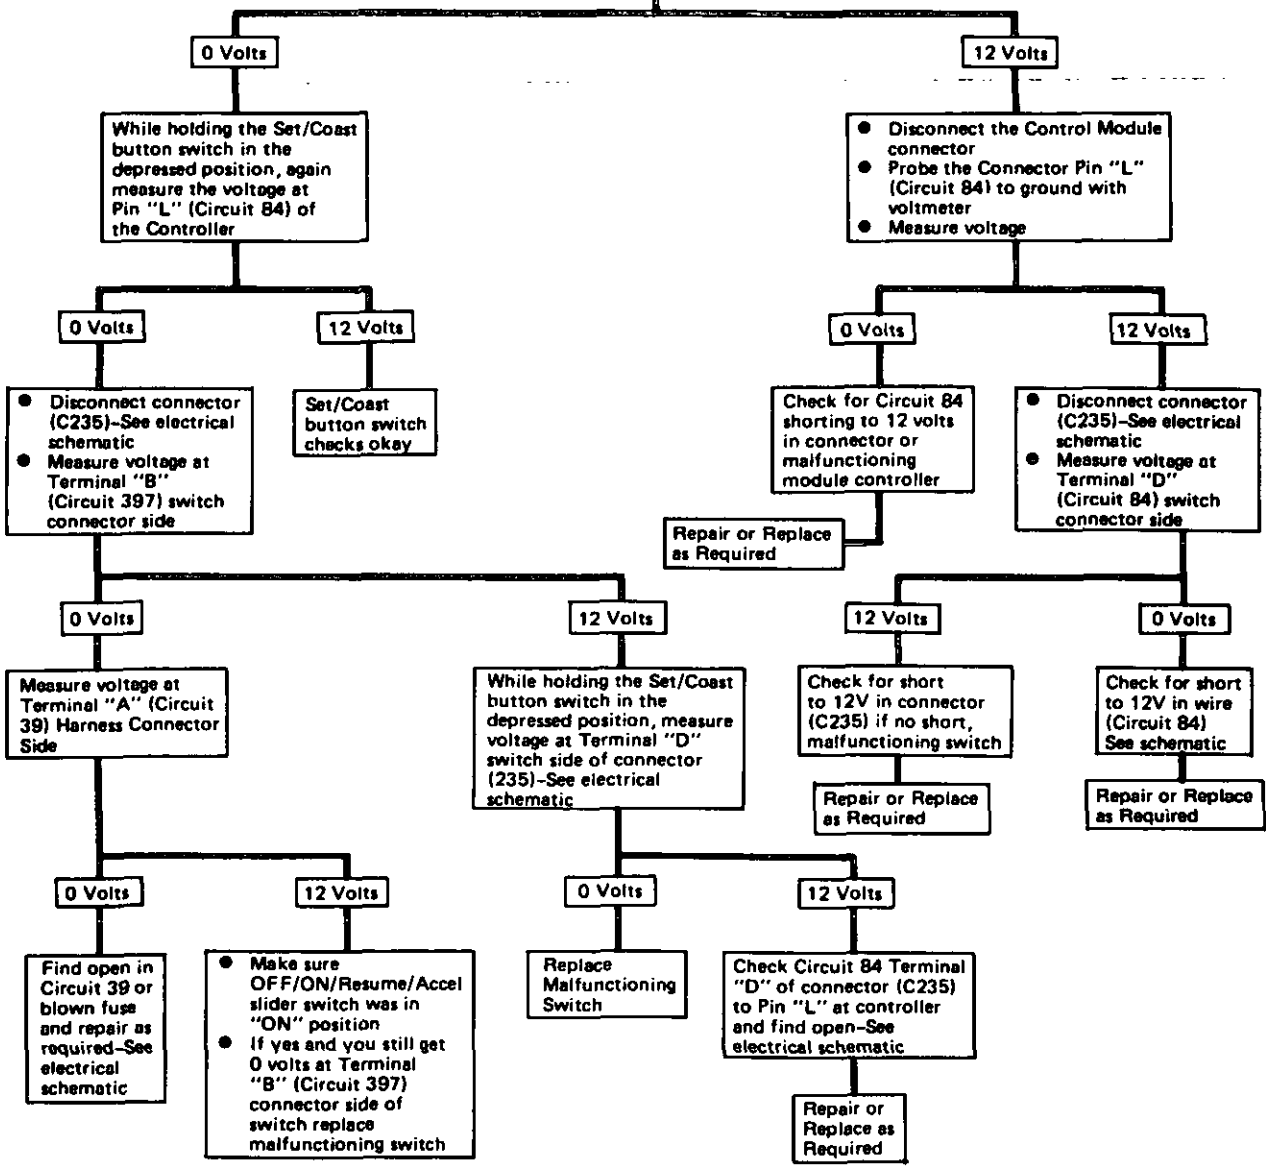 0 Volts
12 Volts
While holding the Set/Coast
button switch in the
depressed position, again
measure the voltage at
Pin "L" (Circuit 84) of
the Controller
● Disconnect the Control Module
connector
● Probe the Connector Pin "L"
(Circuit 84) to ground with
voltmeter
● Measure voltage
0 Volts
12 Volts
0 Volts
12 Volts
● Disconnect connector
(C235)–See electrical
schematic
● Measure voltage at
Terminal "B"
(Circuit 397) switch
connector side
Set/Coast
button switch
checks okay
Check for Circuit 84
shorting to 12 volts
in connector or
malfunctioning
module controller
● Disconnect connector
(C235)–See electrical
schematic
● Measure voltage at
Terminal "D"
(Circuit 84) switch
connector side
Repair or Replace
as Required
0 Volts
12 Volts
12 Volts
0 Volts
Measure voltage at
Terminal "A" (Circuit
39) Harness Connector
Side
While holding the Set/Coast
button switch in the
depressed position, measure
voltage at Terminal "D"
switch side of connector
(235)–See electrical
schematic
Check for short
to 12V in connector
(C235) if no short,
malfunctioning switch
Check for short
to 12V in wire
(Circuit 84)
See schematic
Repair or Replace
as Required
Repair or Replace
as Required
0 Volts
12 Volts
0 Volts
12 Volts
Find open in
Circuit 39 or
blown fuse
and repair as
required–See
electrical
schematic
● Make sure
OFF/ON/Resume/Accel
slider switch was in
"ON" position
● If yes and you still get
0 volts at Terminal
"B" (Circuit 397)
connector side of
switch replace
malfunctioning switch
Replace
Malfunctioning
Switch
Check Circuit 84 Terminal
"D" of connector (C235)
to Pin "L" at controller
and find open–See
electrical schematic
Repair or
Replace as
Required